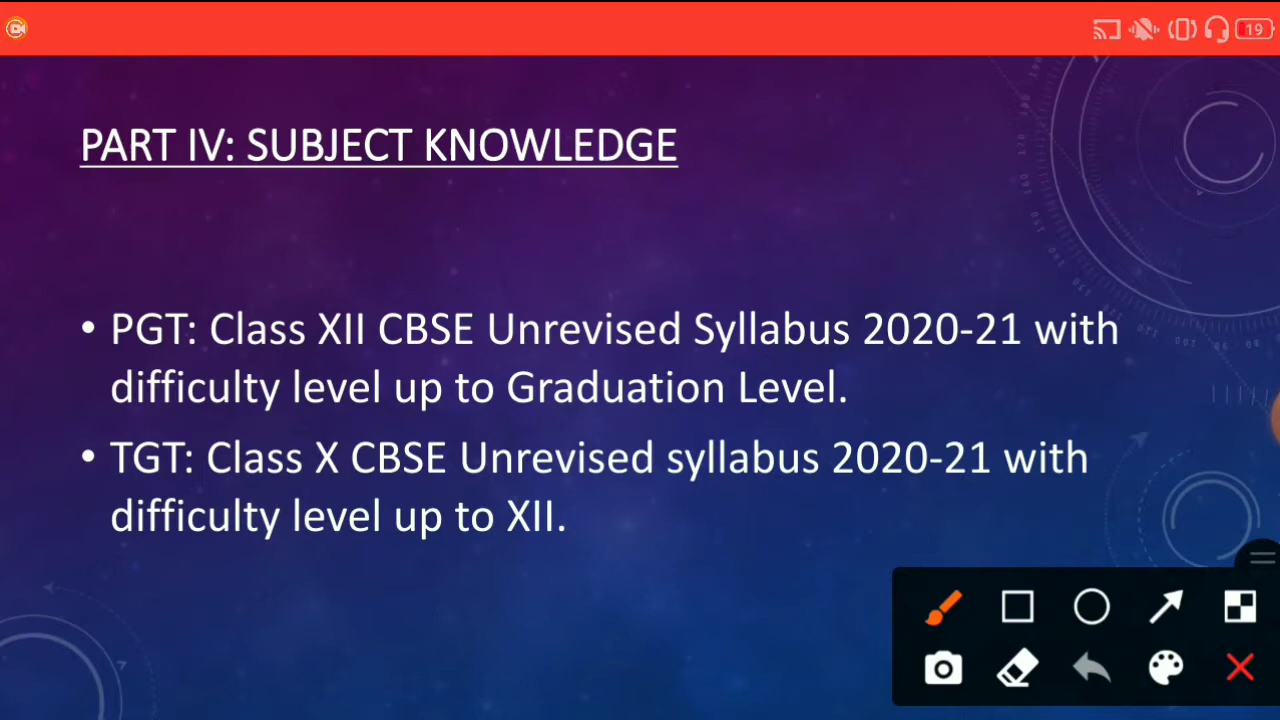 19
PART IV: SUBJECT KNOWLEDGE
• PGT: Class XII CBSE Unrevised Syllabus 2020-21 with
difficulty level up to Graduation Level.
• TGT: Class X CBSE Unrevised syllabus 2020-21 with
difficulty level up to XII.